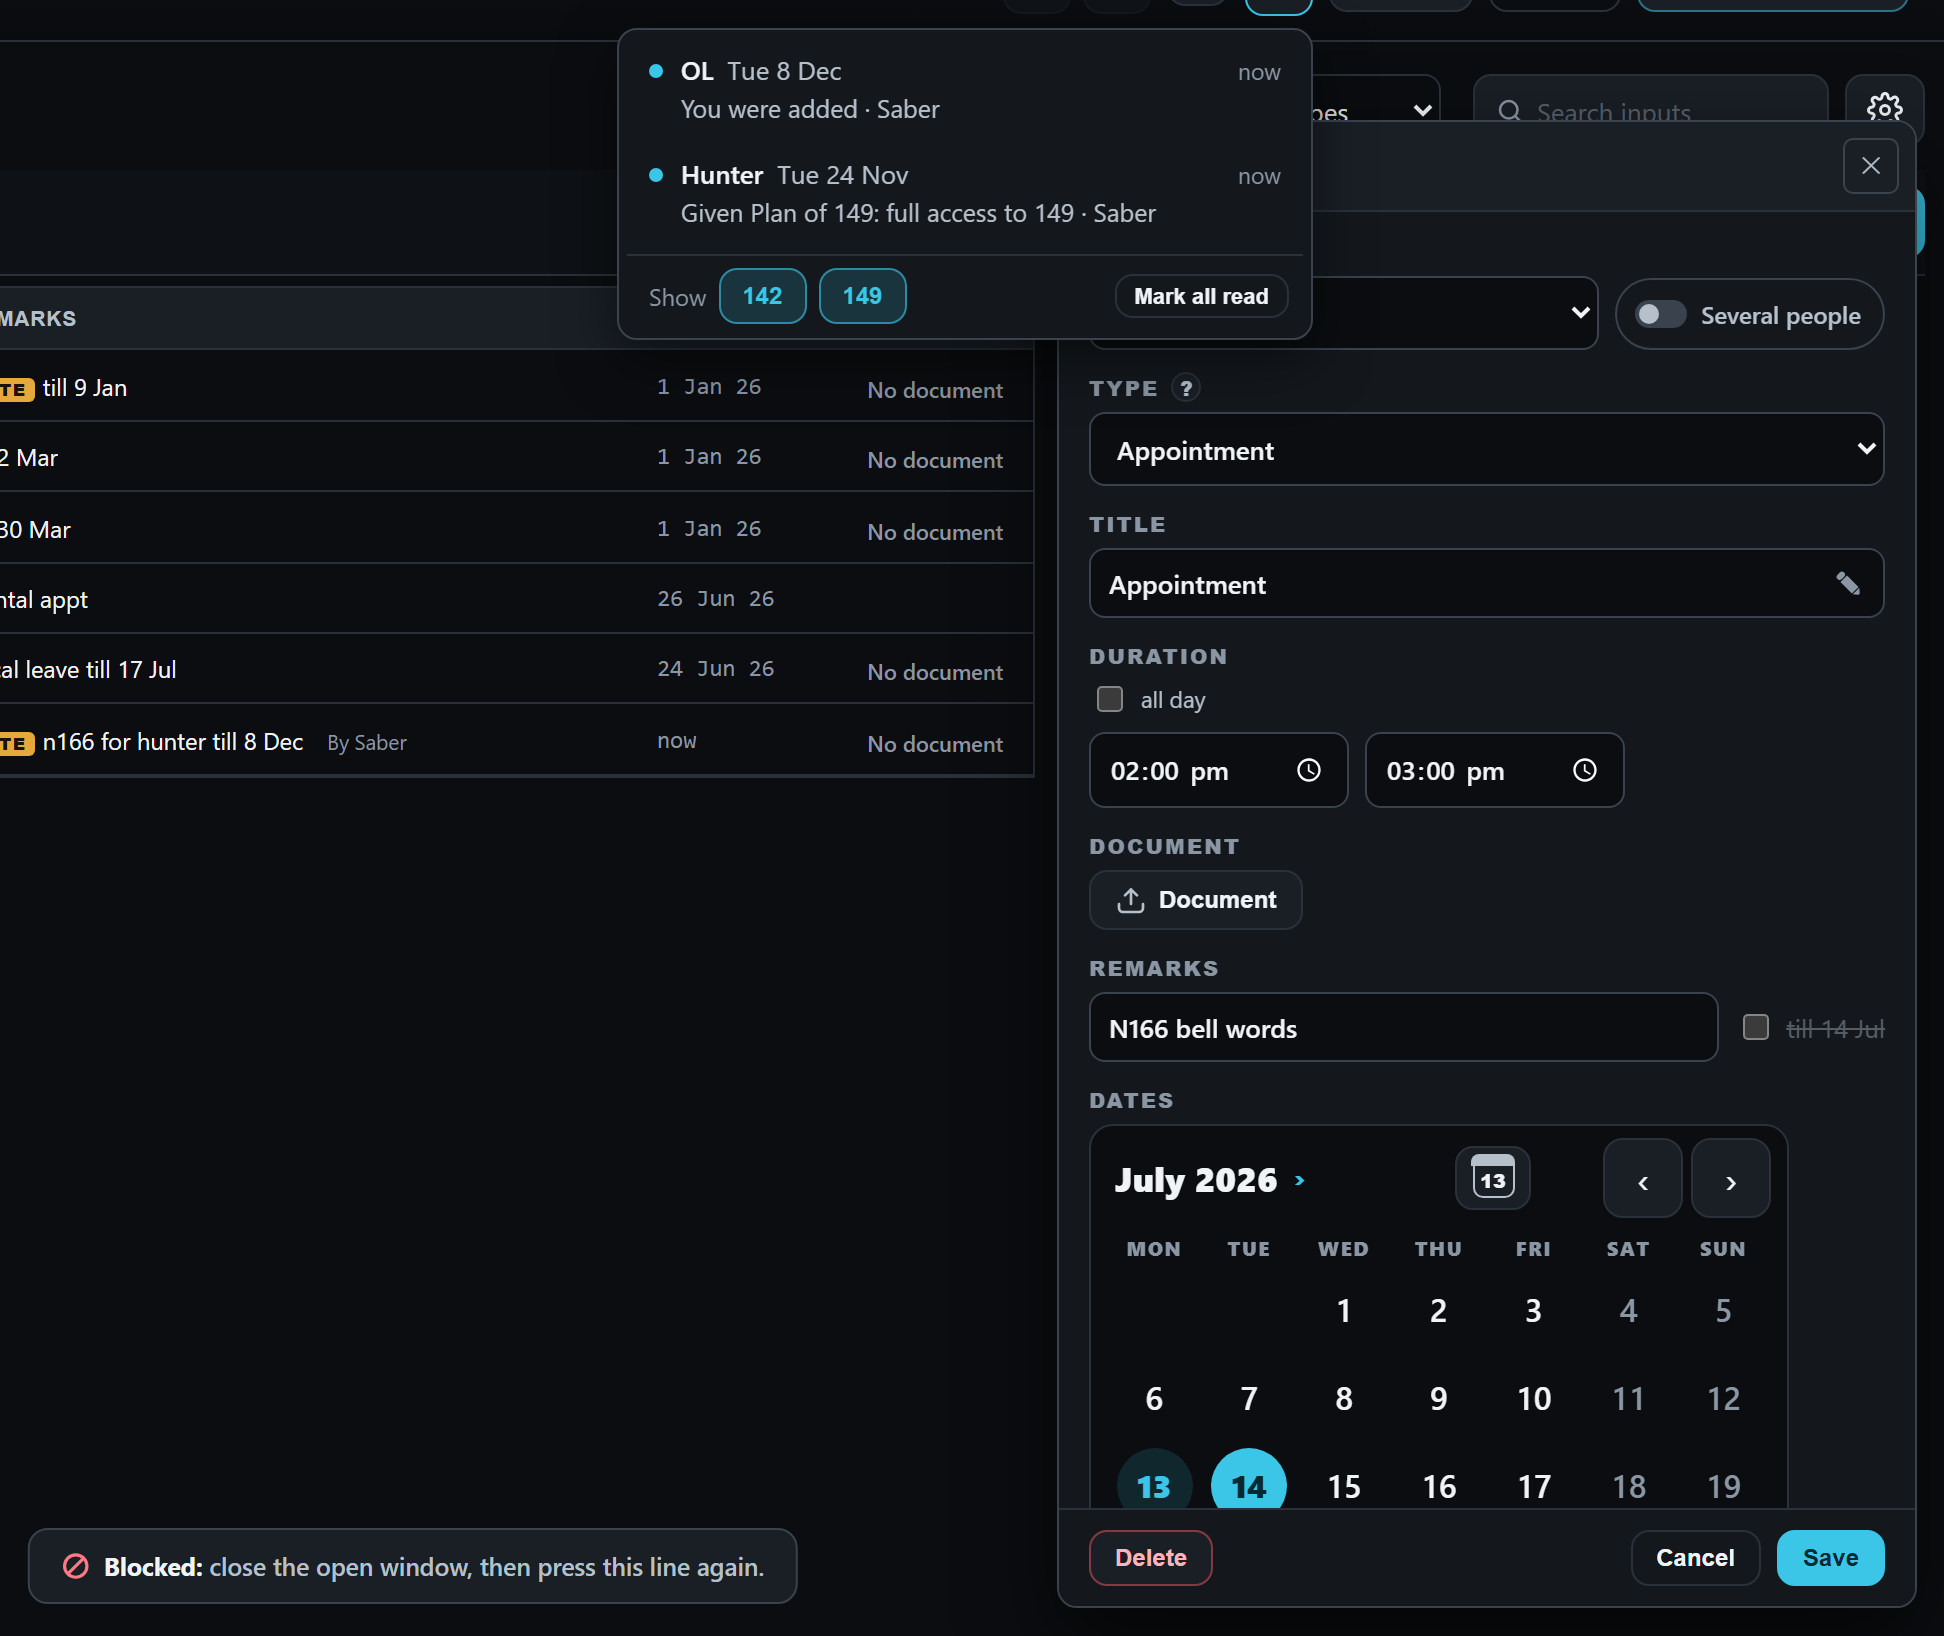 OL Tue 8 Dec now
You were added · Saber
Hunter Tue 24 Nov now
Given Plan of 149: full access to 149 · Saber
Show 142 149 Mark all read
Search inputs
Several people
MARKS
till 9 Jan 1 Jan 26 No document
2 Mar 1 Jan 26 No document
30 Mar 1 Jan 26 No document
ntal appt 26 Jun 26
cal leave till 17 Jul 24 Jun 26 No document
TE n166 for hunter till 8 Dec By Saber now No document
TYPE ?
Appointment
TITLE
Appointment
DURATION
all day
02:00 pm 03:00 pm
DOCUMENT
Document
REMARKS
N166 bell words till 14 Jul
DATES
July 2026 › 13 ‹ ›
MON TUE WED THU FRI SAT SUN
1 2 3 4 5
6 7 8 9 10 11 12
13 14 15 16 17 18 19
Delete Cancel Save
Blocked: close the open window, then press this line again.